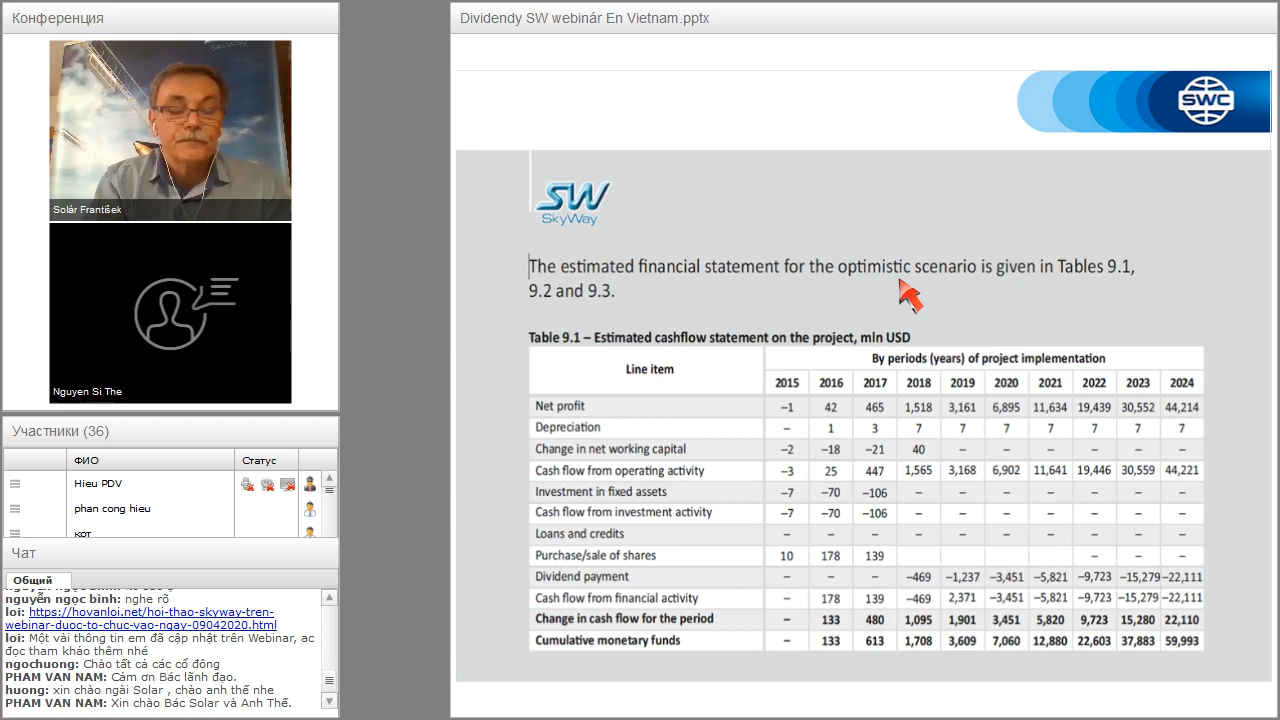 Конференция
Solár František
Nguyen Si The
Участники (36)
ФИО Статус
Hieu PDV
phan cong hieu
кот
Чат
Общий
nguyễn ngọc bình: nghe rõ
loi: https://hovanloi.net/hoi-thao-skyway-tren-
webinar-duoc-to-chuc-vao-ngay-09042020.html
loi: Một vài thông tin em đã cập nhật trên Webinar, ac
đọc tham khảo thêm nhé
ngochuong: Chào tất cả các cổ đông
PHAM VAN NAM: Cảm ơn Bác lãnh đạo.
huong: xin chào ngài Solar , chào anh thế nhe
PHAM VAN NAM: Xin chào Bác Solar và Anh Thế.
Dividendy SW webinár En Vietnam.pptx
SWC
SW
SkyWay
The estimated financial statement for the optimistic scenario is given in Tables 9.1,
9.2 and 9.3.
Table 9.1 – Estimated cashflow statement on the project, mln USD
Line item By periods (years) of project implementation
2015 2016 2017 2018 2019 2020 2021 2022 2023 2024
Net profit –1 42 465 1,518 3,161 6,895 11,634 19,439 30,552 44,214
Depreciation – 1 3 7 7 7 7 7 7 7
Change in net working capital –2 –18 –21 40 – – – – – –
Cash flow from operating activity –3 25 447 1,565 3,168 6,902 11,641 19,446 30,559 44,221
Investment in fixed assets –7 –70 –106 – – – – – – –
Cash flow from investment activity –7 –70 –106 – – – – – – –
Loans and credits – – – – – – – – – –
Purchase/sale of shares 10 178 139 – – –
Dividend payment – – – –469 –1,237 –3,451 –5,821 –9,723 –15,279 –22,111
Cash flow from financial activity – 178 139 –469 2,371 –3,451 –5,821 –9,723 –15,279 –22,111
Change in cash flow for the period – 133 480 1,095 1,901 3,451 5,820 9,723 15,280 22,110
Cumulative monetary funds – 133 613 1,708 3,609 7,060 12,880 22,603 37,883 59,993